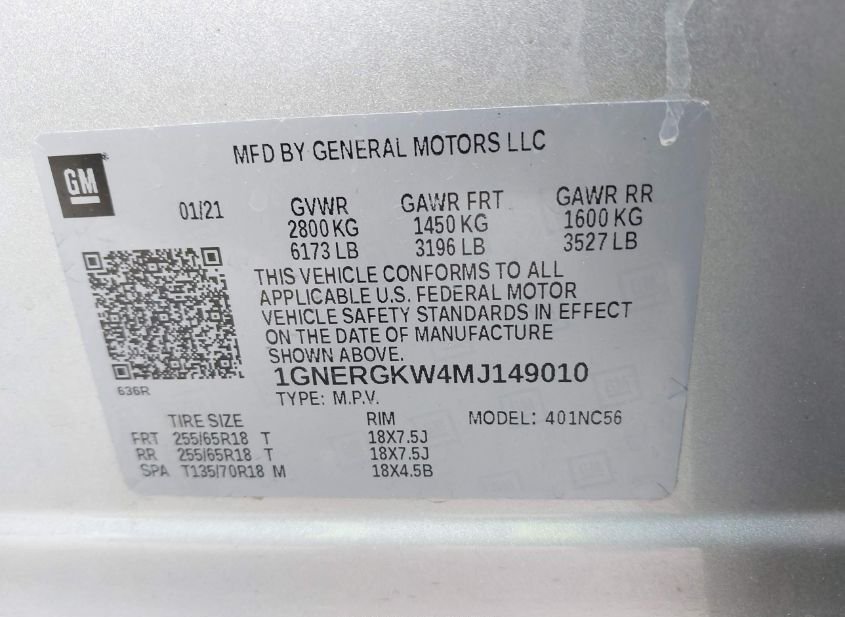 MFD BY GENERAL MOTORS LLC
GM
01/21 GVWR GAWR FRT GAWR RR
2800 KG 1450 KG 1600 KG
6173 LB 3196 LB 3527 LB
THIS VEHICLE CONFORMS TO ALL
APPLICABLE U.S. FEDERAL MOTOR
VEHICLE SAFETY STANDARDS IN EFFECT
ON THE DATE OF MANUFACTURE
SHOWN ABOVE.
1GNERGKW4MJ149010
636R
TYPE: M.P.V.
TIRE SIZE RIM MODEL: 401NC56
FRT 255/65R18 T 18X7.5J
RR 255/65R18 T 18X7.5J
SPA T135/70R18 M 18X4.5B
GM